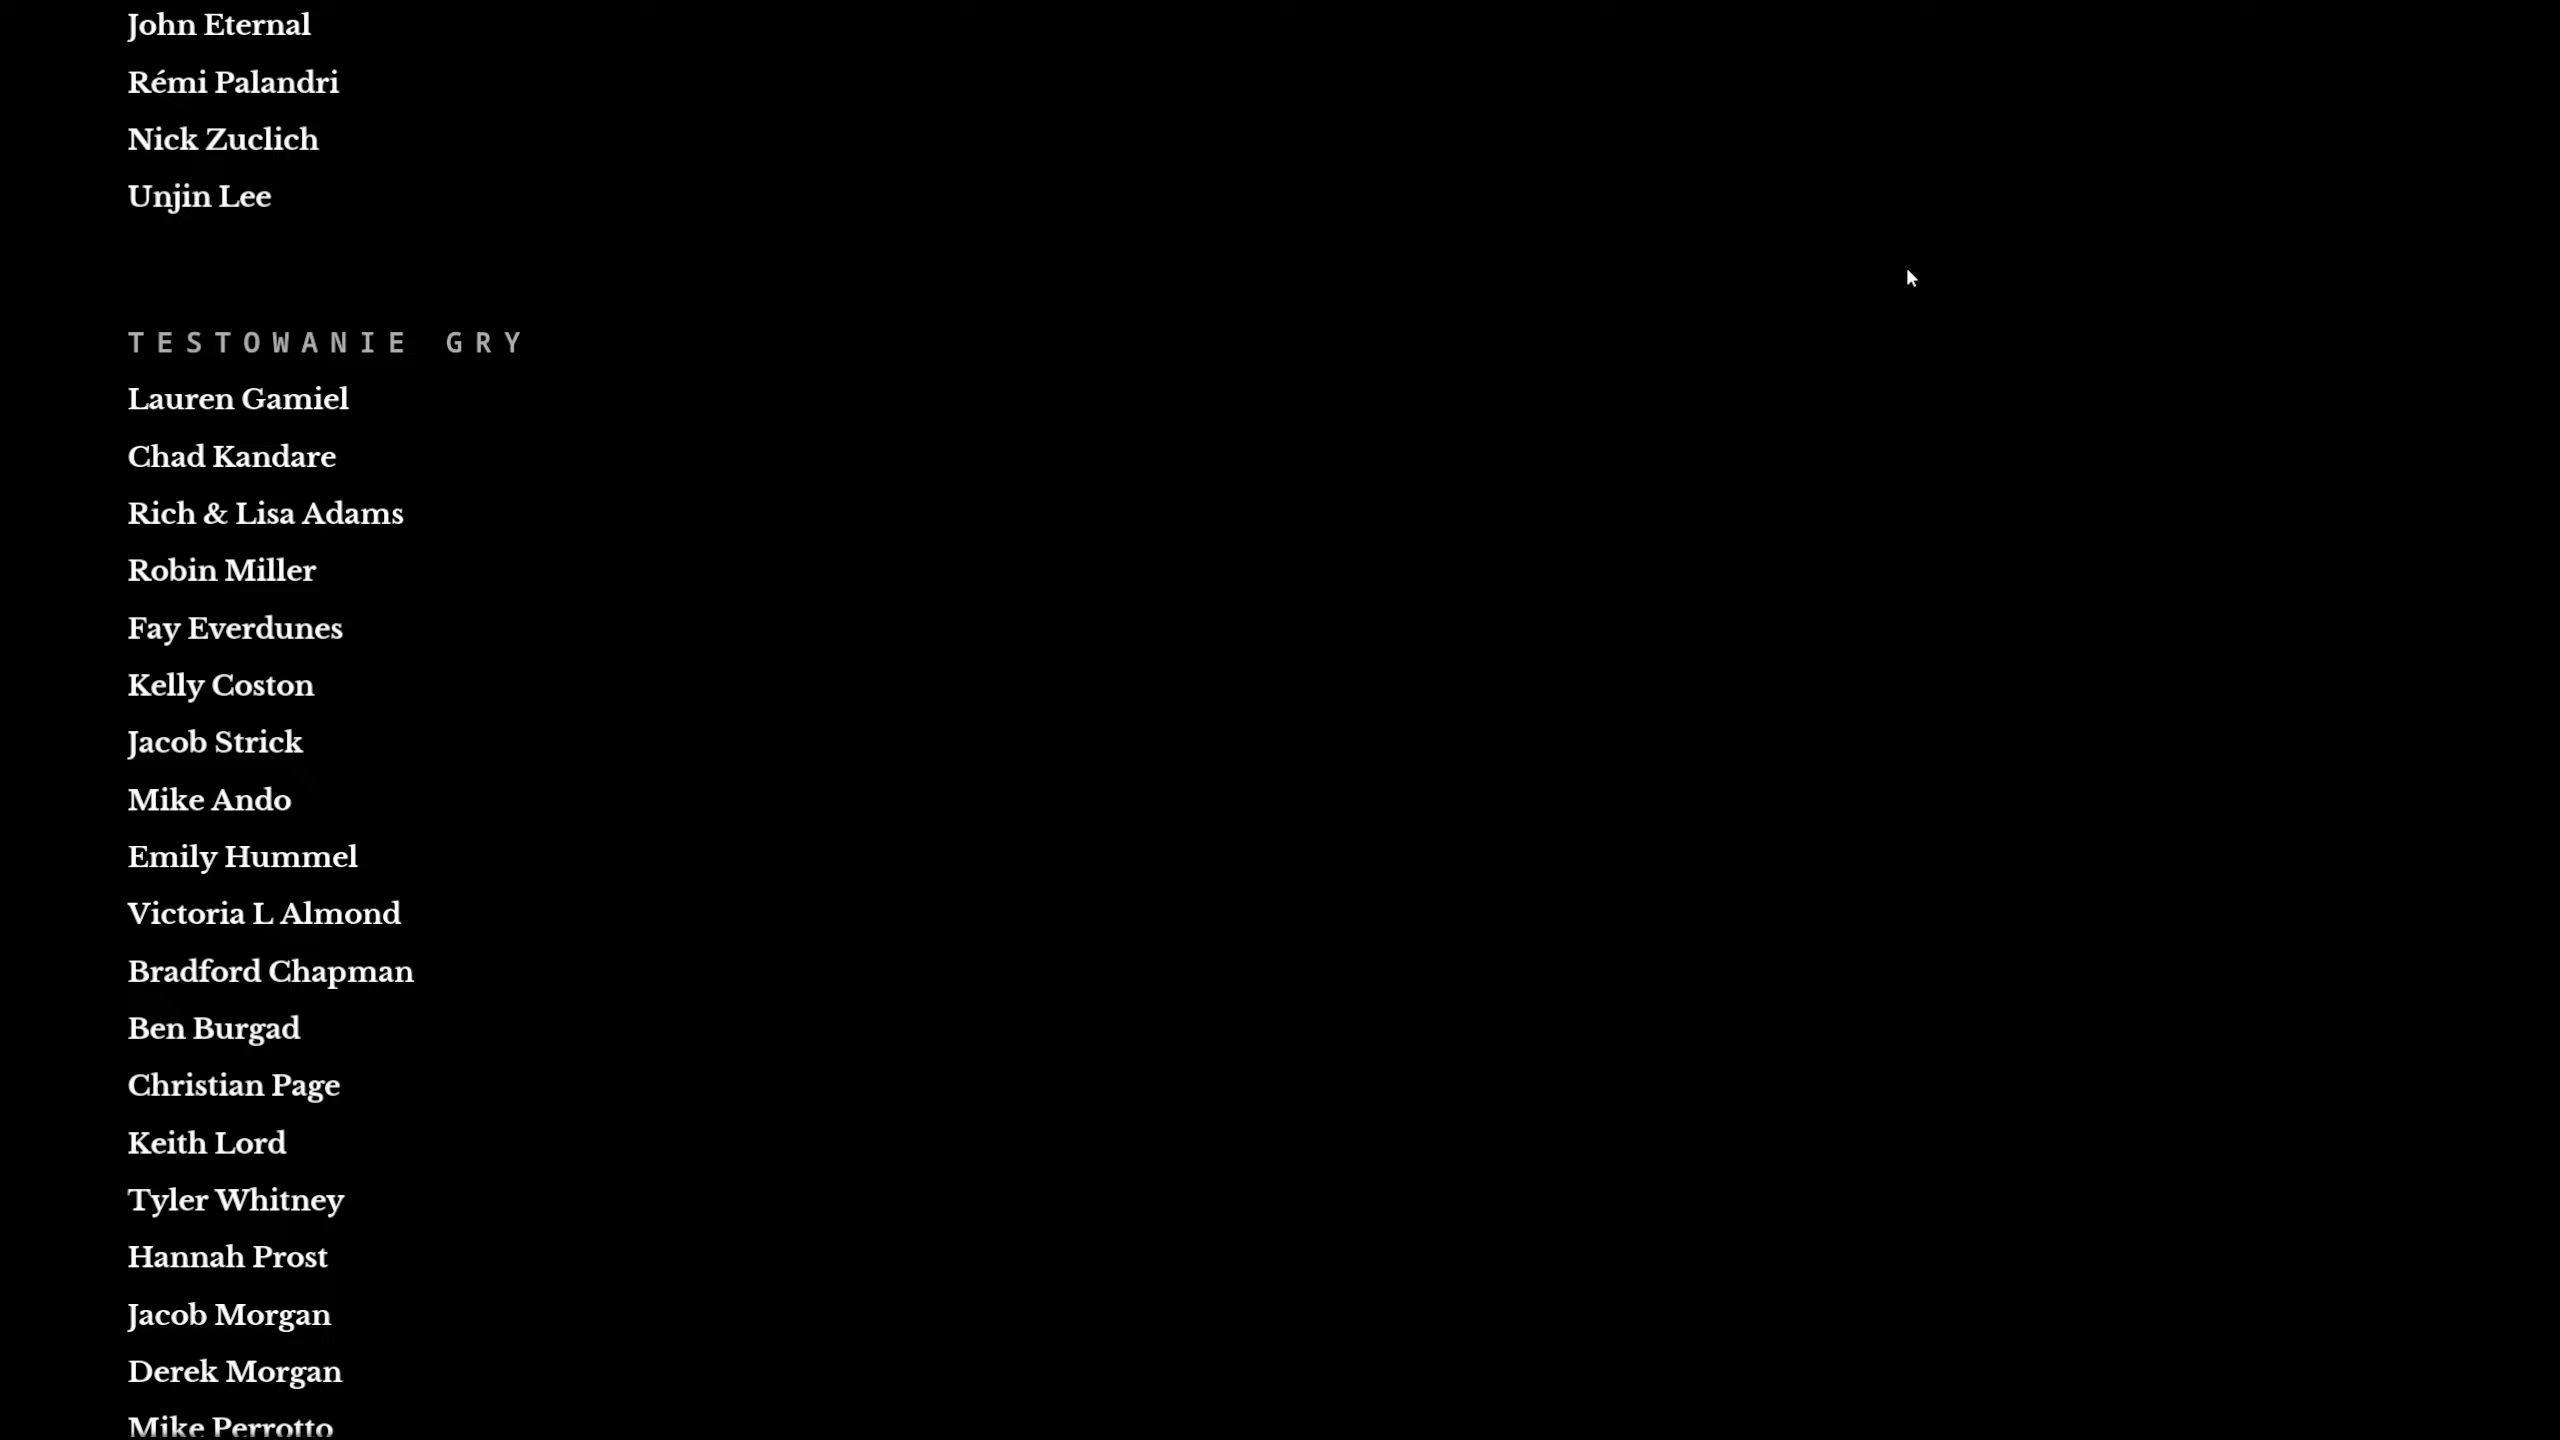 John Eternal
Rémi Palandri
Nick Zuclich
Unjin Lee
TESTOWANIE GRY
Lauren Gamiel
Chad Kandare
Rich & Lisa Adams
Robin Miller
Fay Everdunes
Kelly Coston
Jacob Strick
Mike Ando
Emily Hummel
Victoria L Almond
Bradford Chapman
Ben Burgad
Christian Page
Keith Lord
Tyler Whitney
Hannah Prost
Jacob Morgan
Derek Morgan
Mike Perrotto